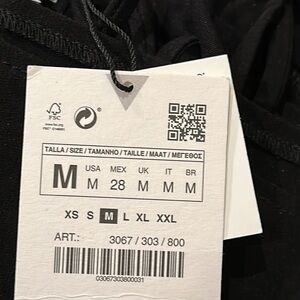 FSC
TALLA / SIZE / TAMANHO / TAILLE / MAAT / ΜΕΓΕΘΟΣ
M
USA MEX UK IT BR
M 28 M M M
XS S M L XL XXL
ART.: 3067 / 303 / 800
03067303800031